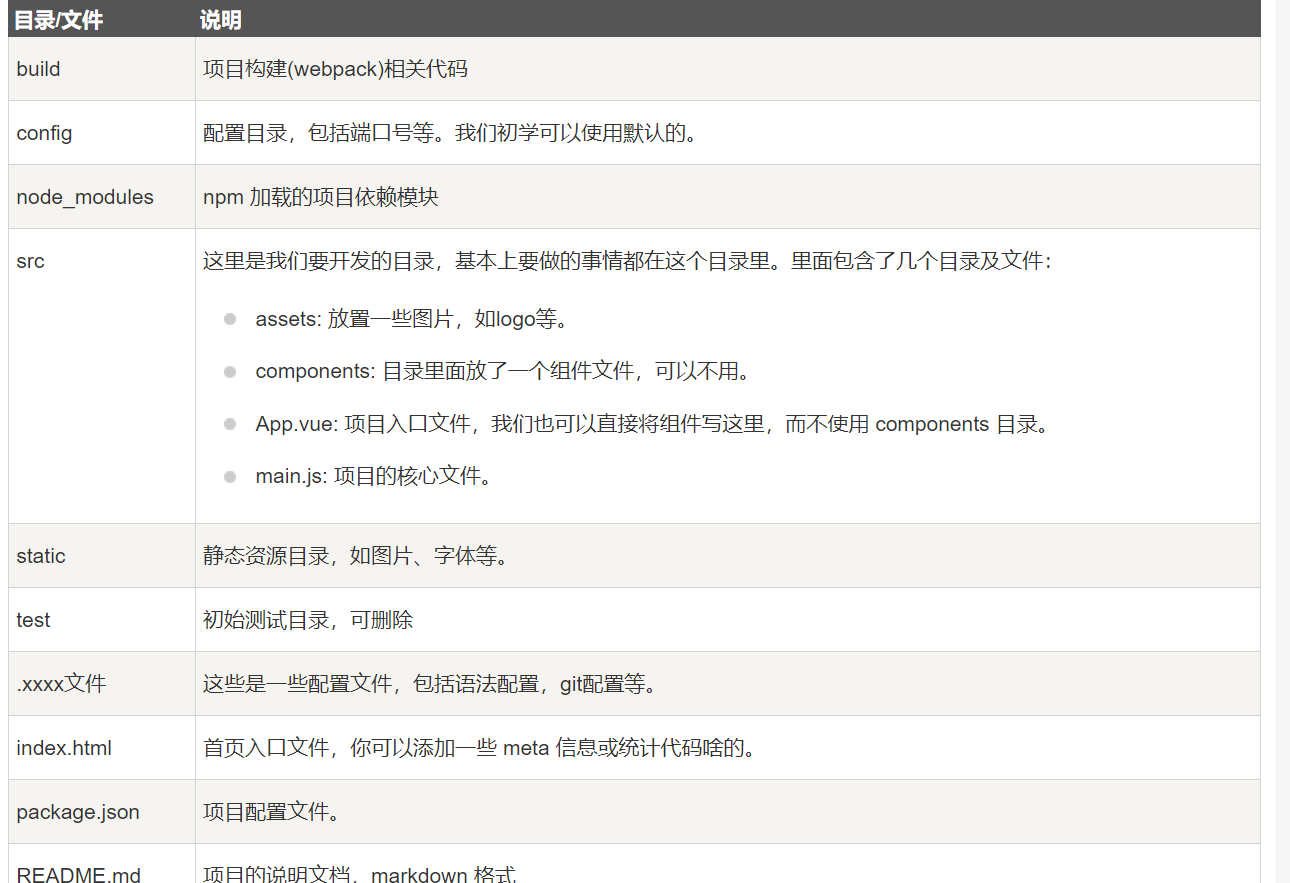 目录/文件 说明
build 项目构建(webpack)相关代码
config 配置目录，包括端口号等。我们初学可以使用默认的。
node_modules npm 加载的项目依赖模块
src 这里是我们要开发的目录，基本上要做的事情都在这个目录里。里面包含了几个目录及文件：
assets: 放置一些图片，如logo等。
components: 目录里面放了一个组件文件，可以不用。
App.vue: 项目入口文件，我们也可以直接将组件写这里，而不使用 components 目录。
main.js: 项目的核心文件。
static 静态资源目录，如图片、字体等。
test 初始测试目录，可删除
.xxxx文件 这些是一些配置文件，包括语法配置，git配置等。
index.html 首页入口文件，你可以添加一些 meta 信息或统计代码啥的。
package.json 项目配置文件。
README.md 项目的说明文档，markdown 格式